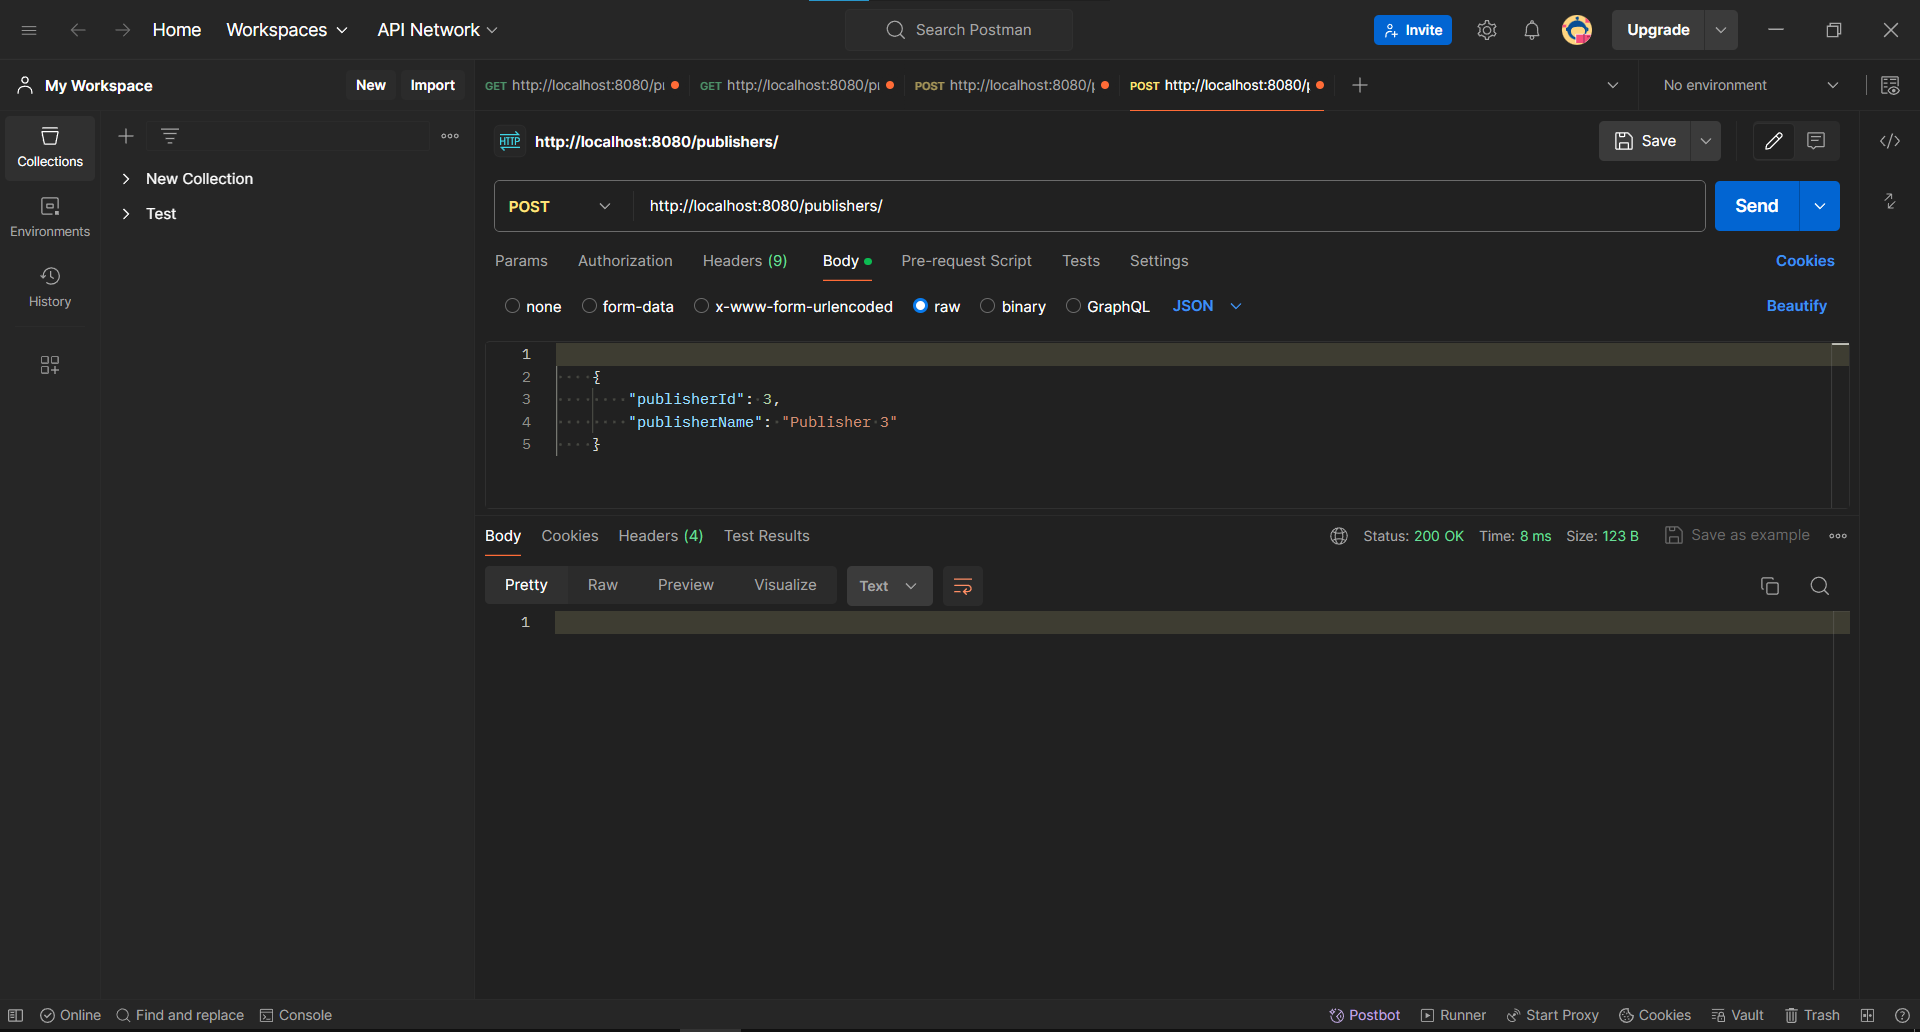 Home Workspaces API Network Search Postman Invite Upgrade
My Workspace New Import GET http://localhost:8080/pu GET http://localhost:8080/pu POST http://localhost:8080/p POST http://localhost:8080/p No environment
HTTP http://localhost:8080/publishers/ Save
Collections
New Collection
Test
Environments
History
POST http://localhost:8080/publishers/ Send
Params Authorization Headers (9) Body Pre-request Script Tests Settings Cookies
none form-data x-www-form-urlencoded raw binary GraphQL JSON Beautify
1
2 {
3 "publisherId": 3,
4 "publisherName": "Publisher 3"
5 }
Body Cookies Headers (4) Test Results Status: 200 OK Time: 8 ms Size: 123 B Save as example
Pretty Raw Preview Visualize Text
1
Online Find and replace Console Postbot Runner Start Proxy Cookies Vault Trash